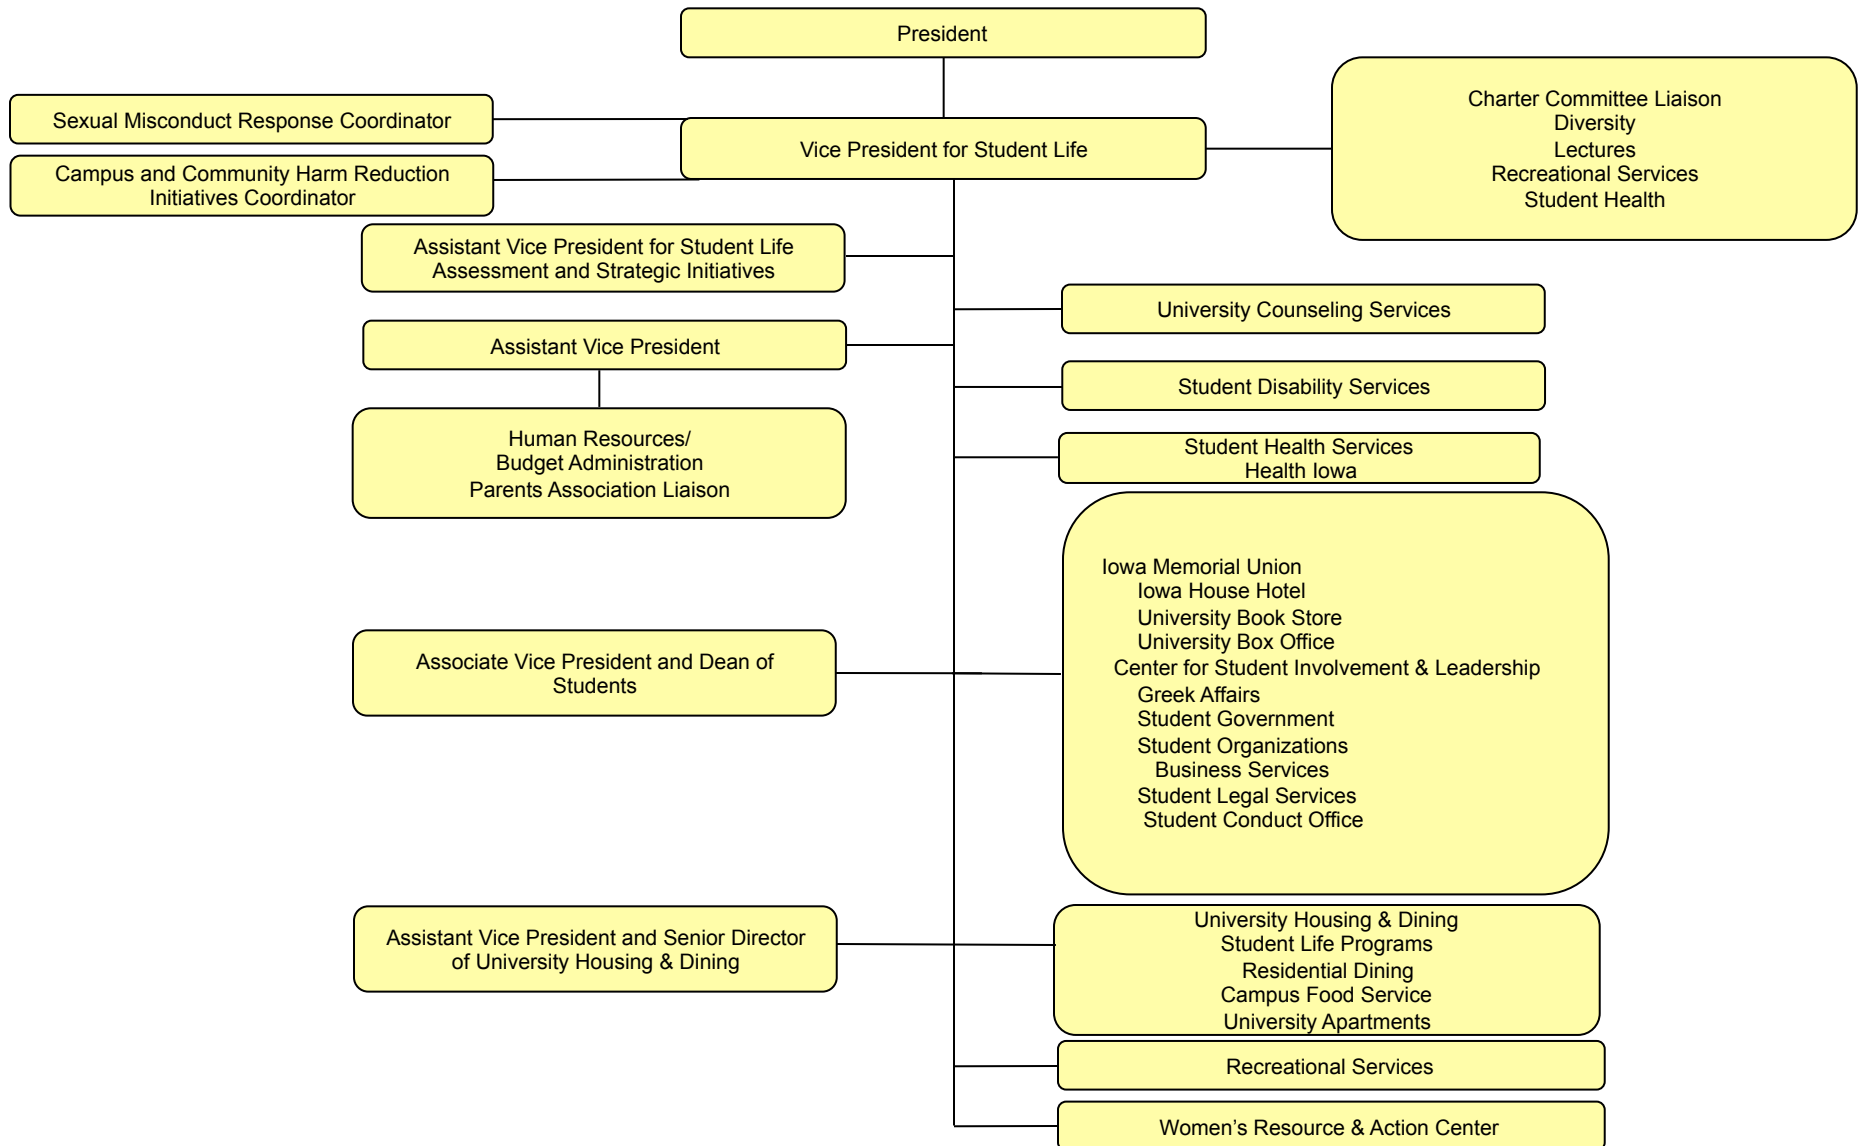 President
Sexual Misconduct Response Coordinator
Campus and Community Harm Reduction
Initiatives Coordinator
Vice President for Student Life
Charter Committee Liaison
Diversity
Lectures
Recreational Services
Student Health
Assistant Vice President for Student Life
Assessment and Strategic Initiatives
University Counseling Services
Assistant Vice President
Student Disability Services
Human Resources/
Budget Administration
Parents Association Liaison
Student Health Services
Health Iowa
Iowa Memorial Union
Iowa House Hotel
University Book Store
University Box Office
Center for Student Involvement & Leadership
Greek Affairs
Student Government
Student Organizations
Business Services
Student Legal Services
Student Conduct Office
Associate Vice President and Dean of
Students
Assistant Vice President and Senior Director
of University Housing & Dining
University Housing & Dining
Student Life Programs
Residential Dining
Campus Food Service
University Apartments
Recreational Services
Women’s Resource & Action Center